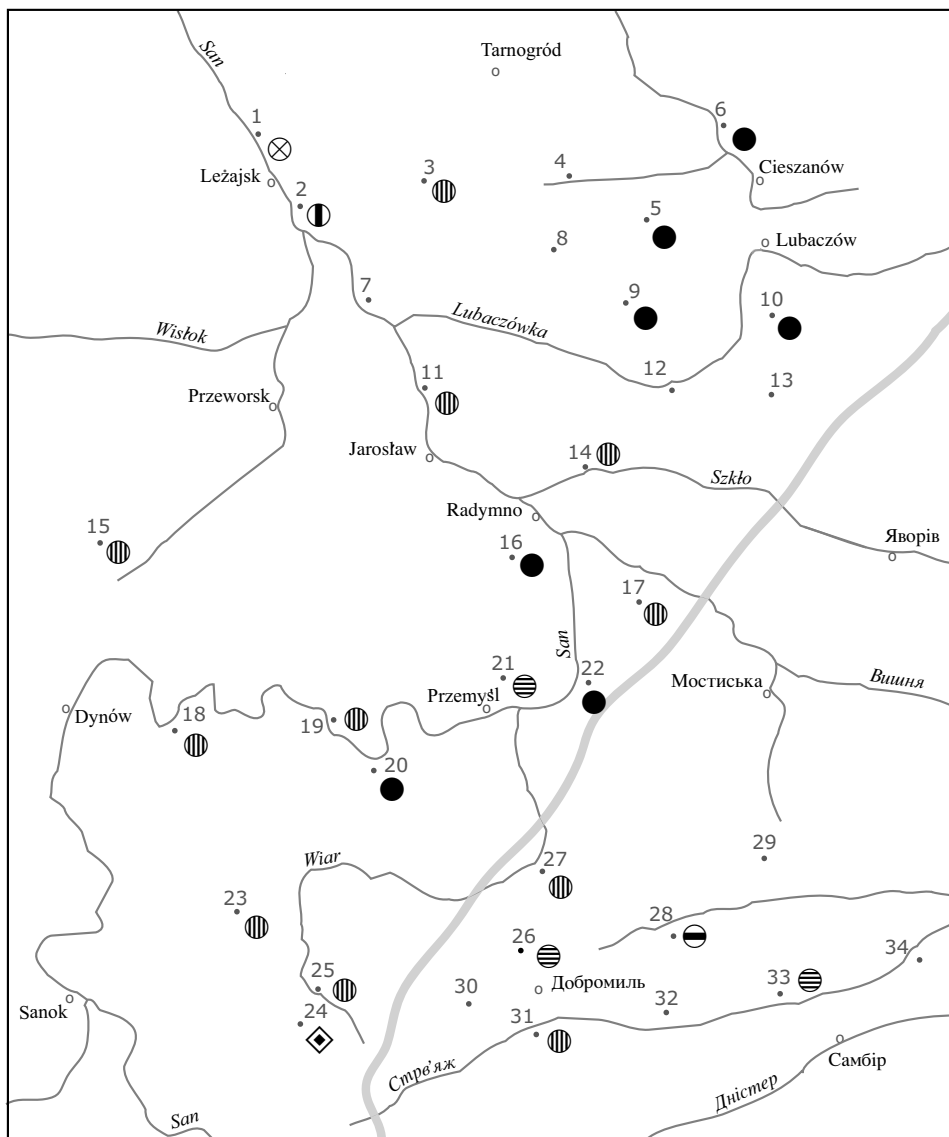 San
Tarnogród
1
6
Leżajsk
3
4
Cieszanów
2
5
8
Lubaczów
7
9
10
Lubaczówka
Wisłok
11
12
13
Przeworsk
Jarosław
14
Szkło
Radymno
15
16
Яворів
17
San
21
22
Przemyśl
Мостиська
Вишня
Dynów
18
19
20
Wiar
27
29
23
28
26
34
25
33
Добромиль
Sanok
30
32
24
31
Стрв'яж
Самбір
Дністер
San